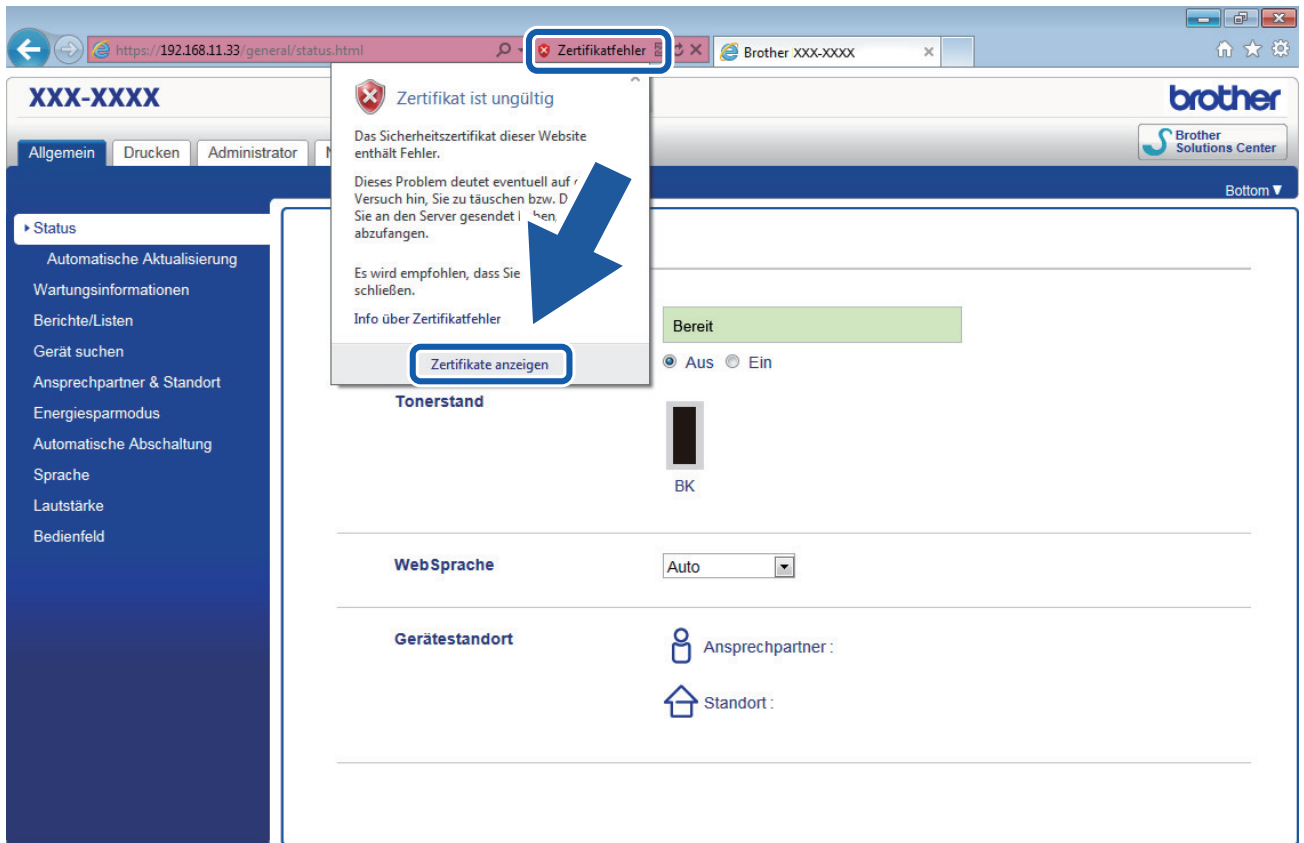 https://192.168.11.33/general/status.html
Zertifikatfehler
Brother XXX-XXXX
XXX-XXXX
brother
Brother
Solutions Center
Allgemein
Drucken
Administrator
Bottom▼
Zertifikat ist ungültig
Das Sicherheitszertifikat dieser Website
enthält Fehler.
Dieses Problem deutet eventuell auf
Versuch hin, Sie zu täuschen bzw.
Sie an den Server gesendet
abzufangen.
Es wird empfohlen, dass Sie
schließen.
Info über Zertifikatfehler
Zertifikate anzeigen
Status
Automatische Aktualisierung
Wartungsinformationen
Berichte/Listen
Gerät suchen
Ansprechpartner & Standort
Energiesparmodus
Automatische Abschaltung
Sprache
Lautstärke
Bedienfeld
Bereit
Aus Ein
Tonerstand
BK
WebSprache
Auto
Gerätestandort
Ansprechpartner :
Standort :